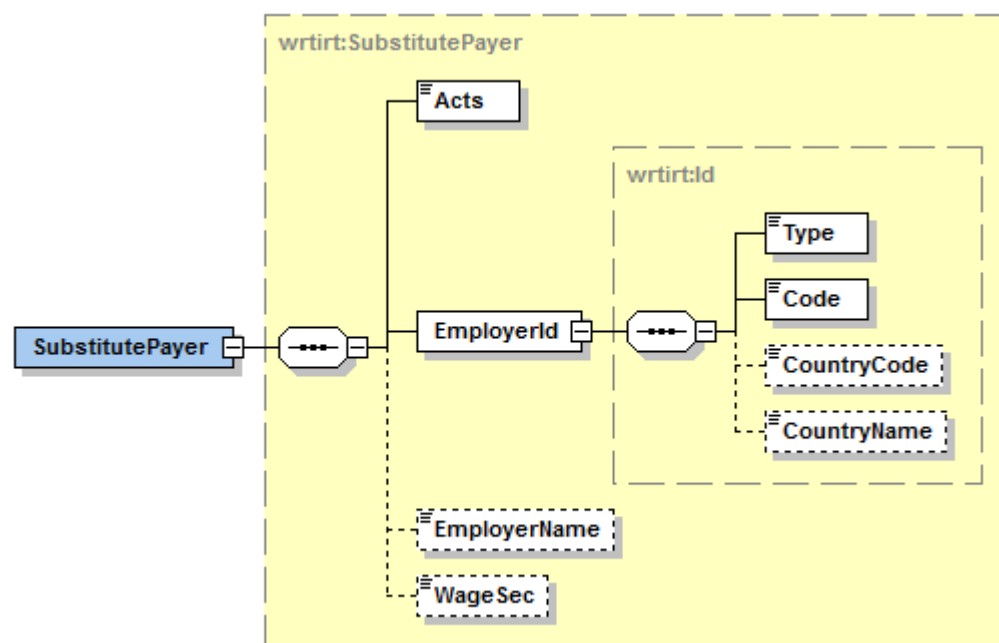 wrtirt:SubstitutePayer
Acts
wrtirt:Id
Type
Code
EmployerId
SubstitutePayer
CountryCode
CountryName
EmployerName
WageSec